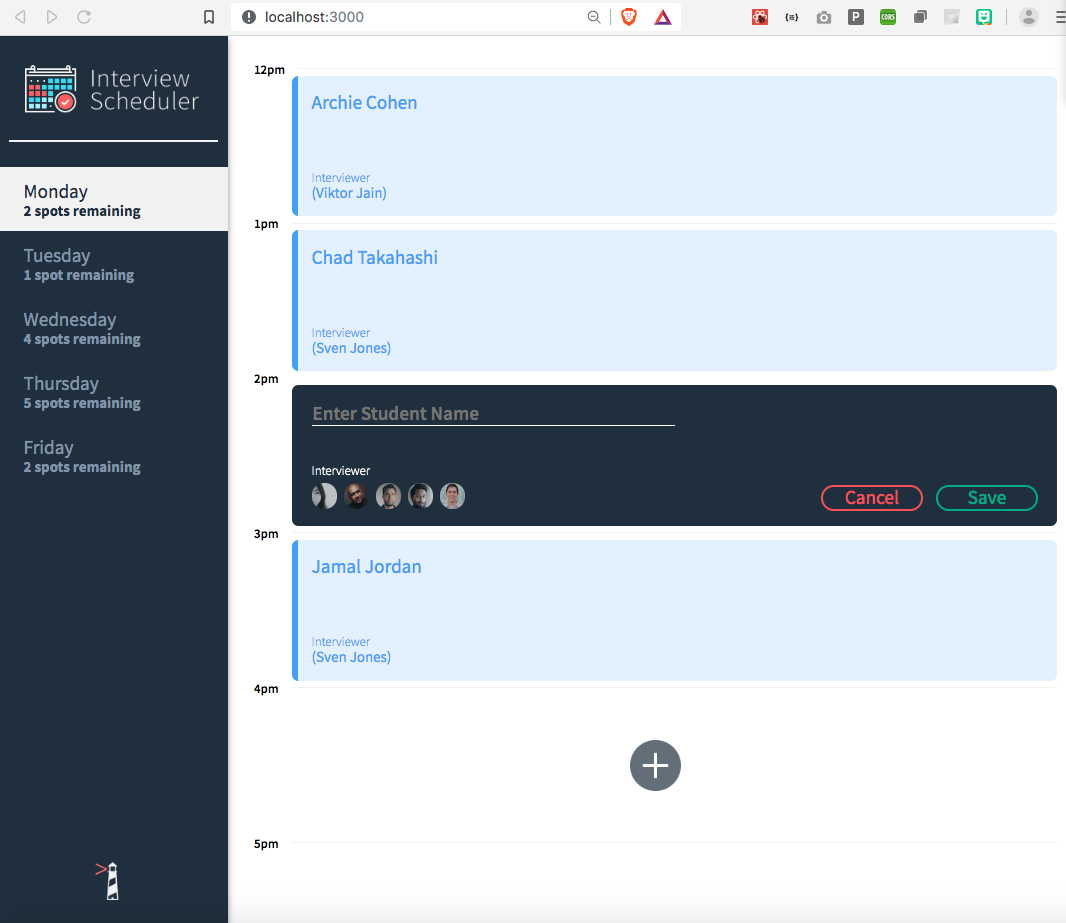 localhost:3000
{≡}
P
CORS
Interview
Scheduler
Monday
2 spots remaining
Tuesday
1 spot remaining
Wednesday
4 spots remaining
Thursday
5 spots remaining
Friday
2 spots remaining
12pm
Archie Cohen
Interviewer
(Viktor Jain)
1pm
Chad Takahashi
Interviewer
(Sven Jones)
2pm
Enter Student Name
Interviewer
Cancel
Save
3pm
Jamal Jordan
Interviewer
(Sven Jones)
4pm
5pm